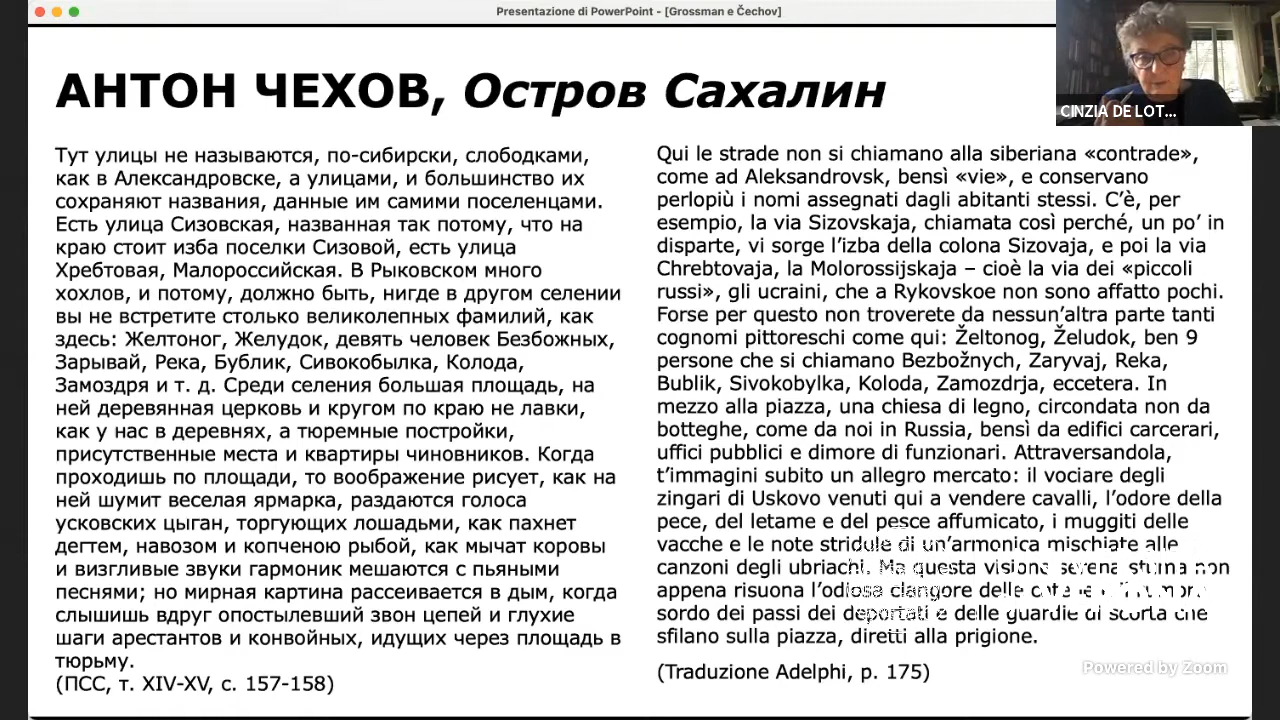 Presentazione di PowerPoint - [Grossman e Čechov]
CINZIA DE LOT...
АНТОН ЧЕХОВ, Остров Сахалин
Тут улицы не называются, по-сибирски, слободками,
как в Александровске, а улицами, и большинство их
сохраняют названия, данные им самими поселенцами.
Есть улица Сизовская, названная так потому, что на
краю стоит изба поселки Сизовой, есть улица
Хребтовая, Малороссийская. В Рыковском много
хохлов, и потому, должно быть, нигде в другом селении
вы не встретите столько великолепных фамилий, как
здесь: Желтоног, Желудок, девять человек Безбожных,
Зарывай, Река, Бублик, Сивокобылка, Колода,
Замоздря и т. д. Среди селения большая площадь, на
ней деревянная церковь и кругом по краю не лавки,
как у нас в деревнях, а тюремные постройки,
присутственные места и квартиры чиновников. Когда
проходишь по площади, то воображение рисует, как на
ней шумит веселая ярмарка, раздаются голоса
усковских цыган, торгующих лошадьми, как пахнет
дегтем, навозом и копченою рыбой, как мычат коровы
и визгливые звуки гармоник мешаются с пьяными
песнями; но мирная картина рассеивается в дым, когда
слышишь вдруг опостылевший звон цепей и глухие
шаги арестантов и конвойных, идущих через площадь в
тюрьму.
(ПСС, т. XIV-XV, с. 157-158)
Qui le strade non si chiamano alla siberiana «contrade»,
come ad Aleksandrovsk, bensì «vie», e conservano
perlopiù i nomi assegnati dagli abitanti stessi. C’è, per
esempio, la via Sizovskaja, chiamata così perché, un po’ in
disparte, vi sorge l’izba della colona Sizovaja, e poi la via
Chrebtovaja, la Molorossijskaja – cioè la via dei «piccoli
russi», gli ucraini, che a Rykovskoe non sono affatto pochi.
Forse per questo non troverete da nessun’altra parte tanti
cognomi pittoreschi come qui: Želtonog, Želudok, ben 9
persone che si chiamano Bezbožnych, Zaryvaj, Reka,
Bublik, Sivokobylka, Koloda, Zamozdrja, eccetera. In
mezzo alla piazza, una chiesa di legno, circondata non da
botteghe, come da noi in Russia, bensì da edifici carcerari,
uffici pubblici e dimore di funzionari. Attraversandola,
t’immagini subito un allegro mercato: il vociare degli
zingari di Uskovo venuti qui a vendere cavalli, l’odore della
pece, del letame e del pesce affumicato, i muggiti delle
vacche e le note stridule di un’armonica mischiate alle
canzoni degli ubriachi. Ma questa visione serena sfuma non
appena risuona l’odioso clangore delle
sordo dei passi dei deportati e delle guardie di scorta che
sfilano sulla piazza, diretti alla prigione.
(Traduzione Adelphi, p. 175)
Powered by Zoom